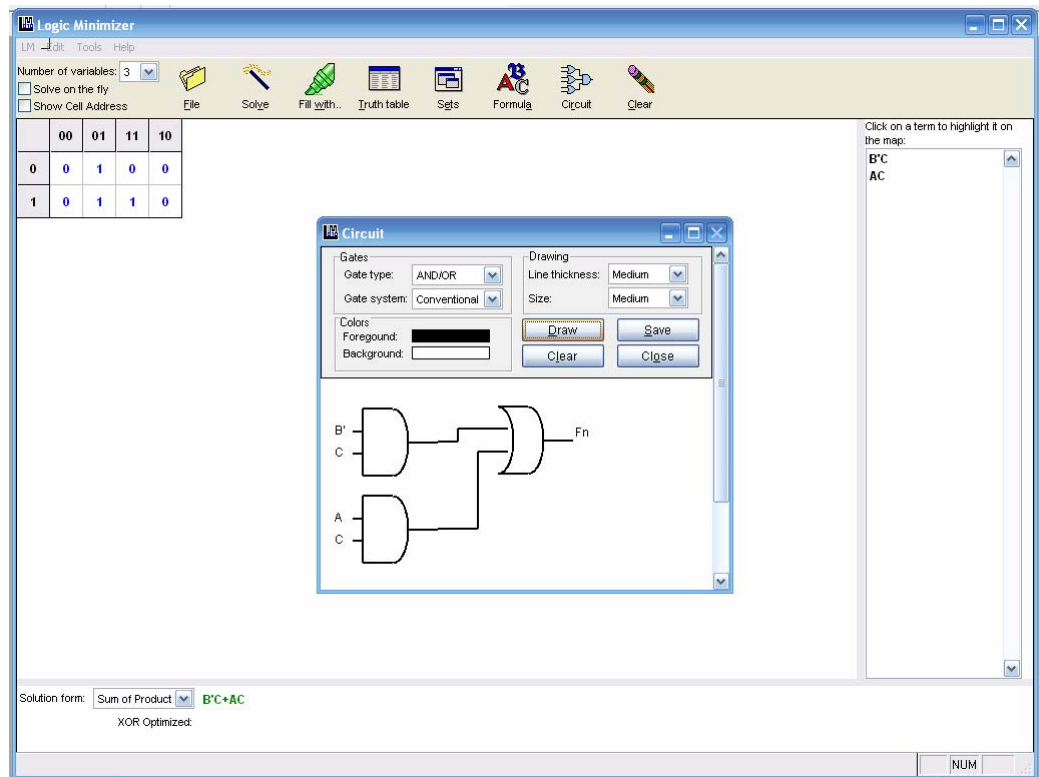 Logic Minimizer
LM Edit Tools Help
Number of variables: 3
Solve on the fly
Show Cell Address
File Solve Fill with.. Truth table Sets Formula Circuit Clear
00 01 11 10
0 0 1 0 0
1 0 1 1 0
Click on a term to highlight it on
the map:
B'C
AC
Circuit
Gates
Gate type: AND/OR
Gate system: Conventional
Colors
Foregound:
Background:
Drawing
Line thickness: Medium
Size: Medium
Draw Save
Clear Close
B'
C
Fn
A
C
Solution form: Sum of Product B'C+AC
XOR Optimized:
NUM